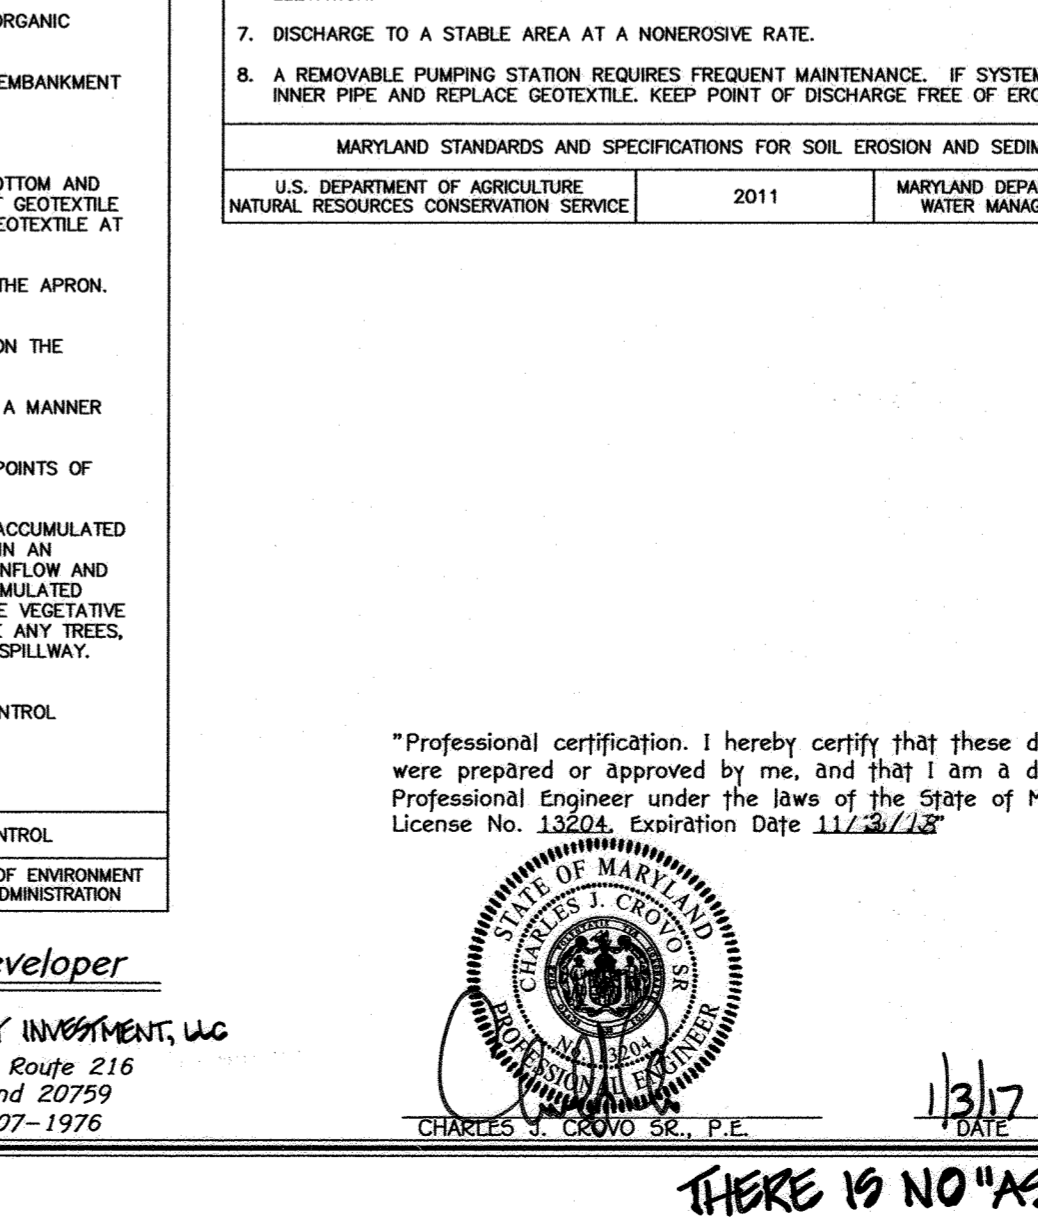 ORGANIC
EMBANKMENT
OTTOM AND
GEOTEXTILE
EOTEXTILE AT
THE APRON.
ON THE
A MANNER
POINTS OF
ACCUMULATED
IN AN
NFLOW AND
MULATED
E VEGETATIVE
E ANY TREES,
SPILLWAY.
NTROL
NTROL
OF ENVIRONMENT
DMINISTRATION
7. DISCHARGE TO A STABLE AREA AT A NONEROSIVE RATE.
8. A REMOVABLE PUMPING STATION REQUIRES FREQUENT MAINTENANCE. IF SYSTEM
INNER PIPE AND REPLACE GEOTEXTILE. KEEP POINT OF DISCHARGE FREE OF ERO
MARYLAND STANDARDS AND SPECIFICATIONS FOR SOIL EROSION AND SEDIM
U.S. DEPARTMENT OF AGRICULTURE
NATURAL RESOURCES CONSERVATION SERVICE
2011
MARYLAND DEPA
WATER MANAG
"Professional certification. I hereby certify that these d
were prepared or approved by me, and that I am a d
Professional Engineer under the laws of the State of M
License No. 13204, Expiration Date
STATE OF MARYLAND
CHARLES J. CROVO SR
No. 13204
PROFESSIONAL ENGINEER
CHARLES J. CROVO SR., P.E.
1/3/17
DATE
eveloper
Y INVESTMENT, LLC
Route 216
nd 20759
07-1976
THERE IS NO "AS